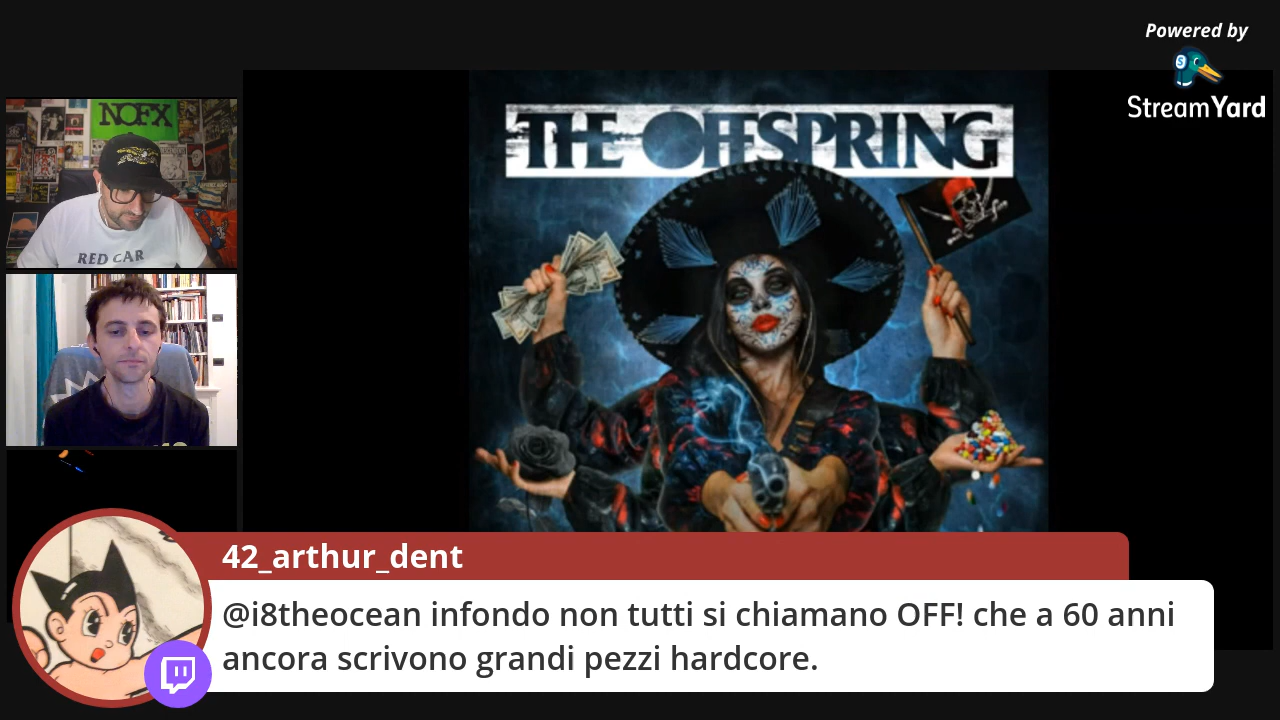 Powered by
StreamYard
NOFX
RED CAR
THE OFFSPRING
42_arthur_dent
@i8theocean infondo non tutti si chiamano OFF! che a 60 anni
ancora scrivono grandi pezzi hardcore.